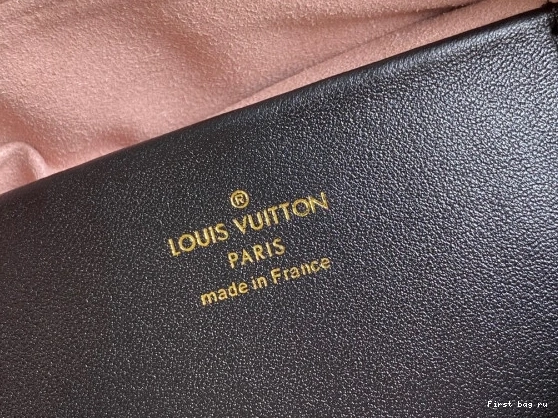 ®
LOUIS VUITTON
PARIS
made in France
First bag ru